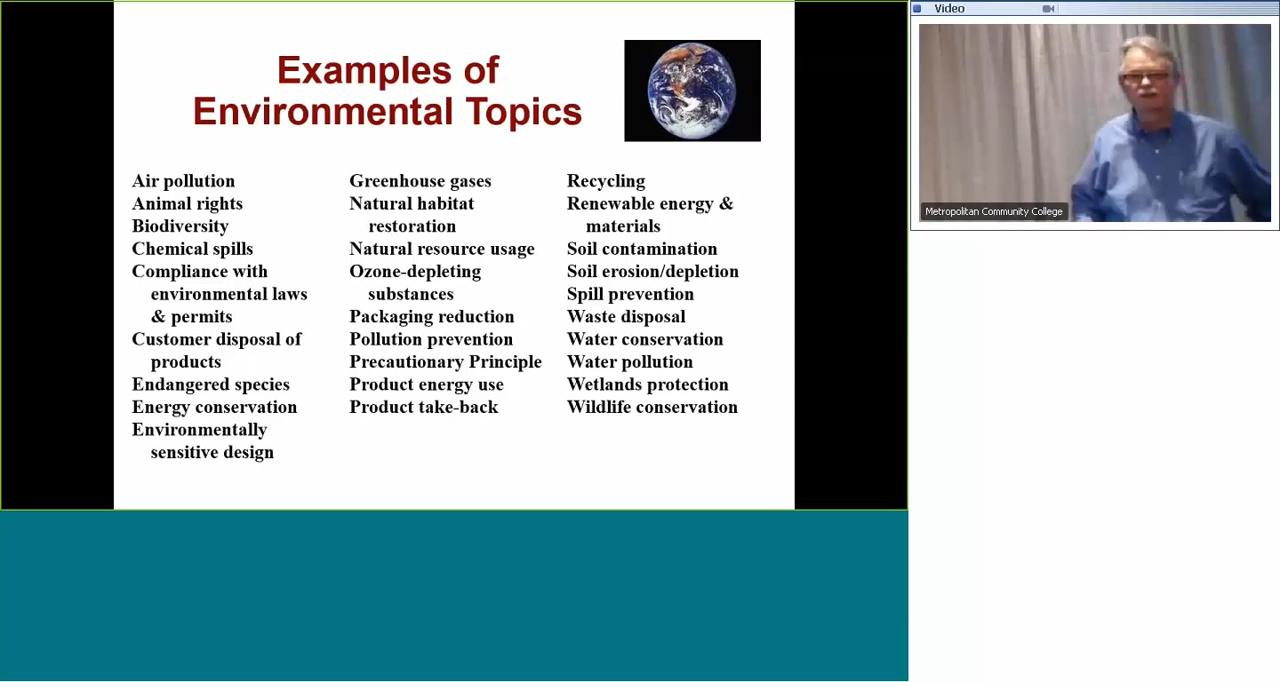 Examples of
Environmental Topics
Air pollution
Animal rights
Biodiversity
Chemical spills
Compliance with
environmental laws
& permits
Customer disposal of
products
Endangered species
Energy conservation
Environmentally
sensitive design
Greenhouse gases
Natural habitat
restoration
Natural resource usage
Ozone-depleting
substances
Packaging reduction
Pollution prevention
Precautionary Principle
Product energy use
Product take-back
Recycling
Renewable energy &
materials
Soil contamination
Soil erosion/depletion
Spill prevention
Waste disposal
Water conservation
Water pollution
Wetlands protection
Wildlife conservation
Video
Metropolitan Community College